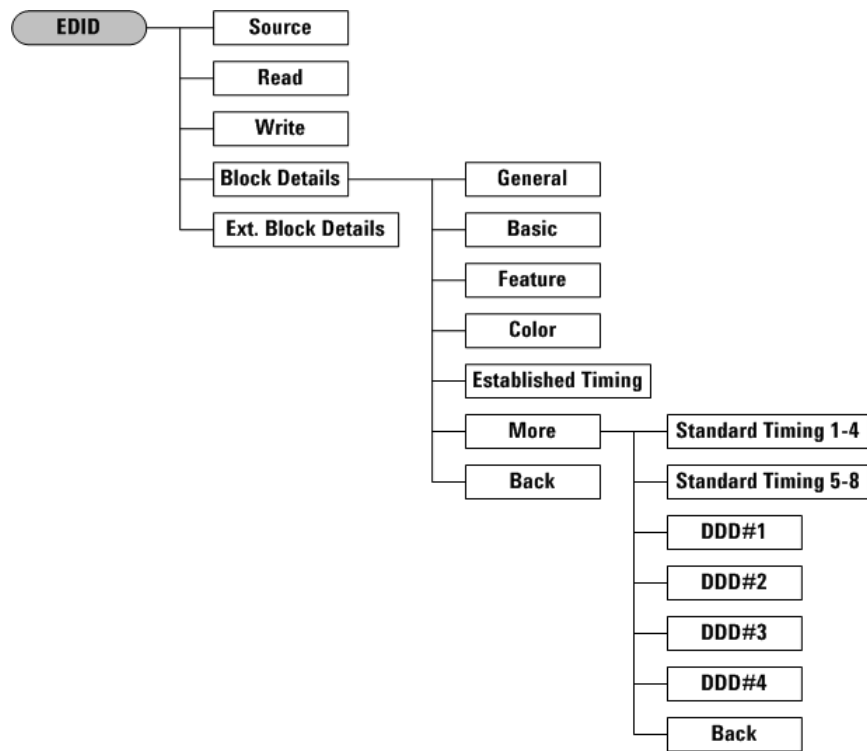 EDID
Source
Read
Write
Block Details
Ext. Block Details
General
Basic
Feature
Color
Established Timing
More
Back
Standard Timing 1-4
Standard Timing 5-8
DDD#1
DDD#2
DDD#3
DDD#4
Back